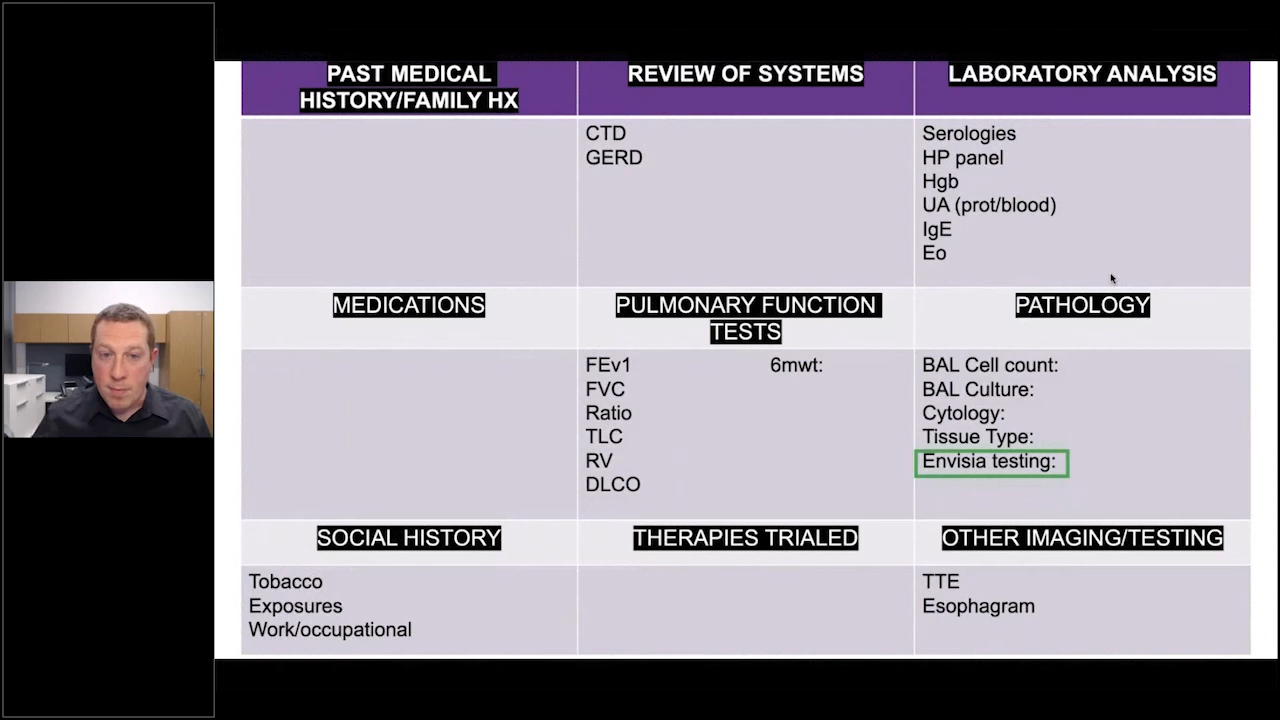 PAST MEDICAL
HISTORY/FAMILY HX
REVIEW OF SYSTEMS
LABORATORY ANALYSIS
CTD
GERD
Serologies
HP panel
Hgb
UA (prot/blood)
IgE
Eo
MEDICATIONS
PULMONARY FUNCTION
TESTS
PATHOLOGY
FEv1 6mwt:
FVC
Ratio
TLC
RV
DLCO
BAL Cell count:
BAL Culture:
Cytology:
Tissue Type:
Envisia testing:
SOCIAL HISTORY
THERAPIES TRIALED
OTHER IMAGING/TESTING
Tobacco
Exposures
Work/occupational
TTE
Esophagram